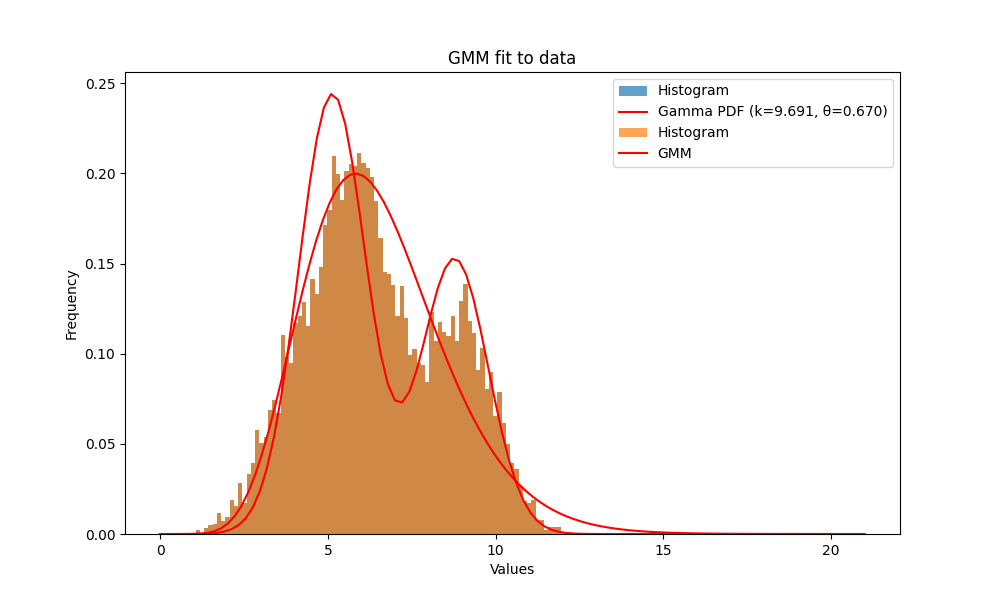 GMM fit to data
Histogram
Gamma PDF (k=9.691, θ=0.670)
Histogram
GMM
0.25
0.20
0.15
0.10
0.05
0.00
Frequency
0
5
10
15
20
Values